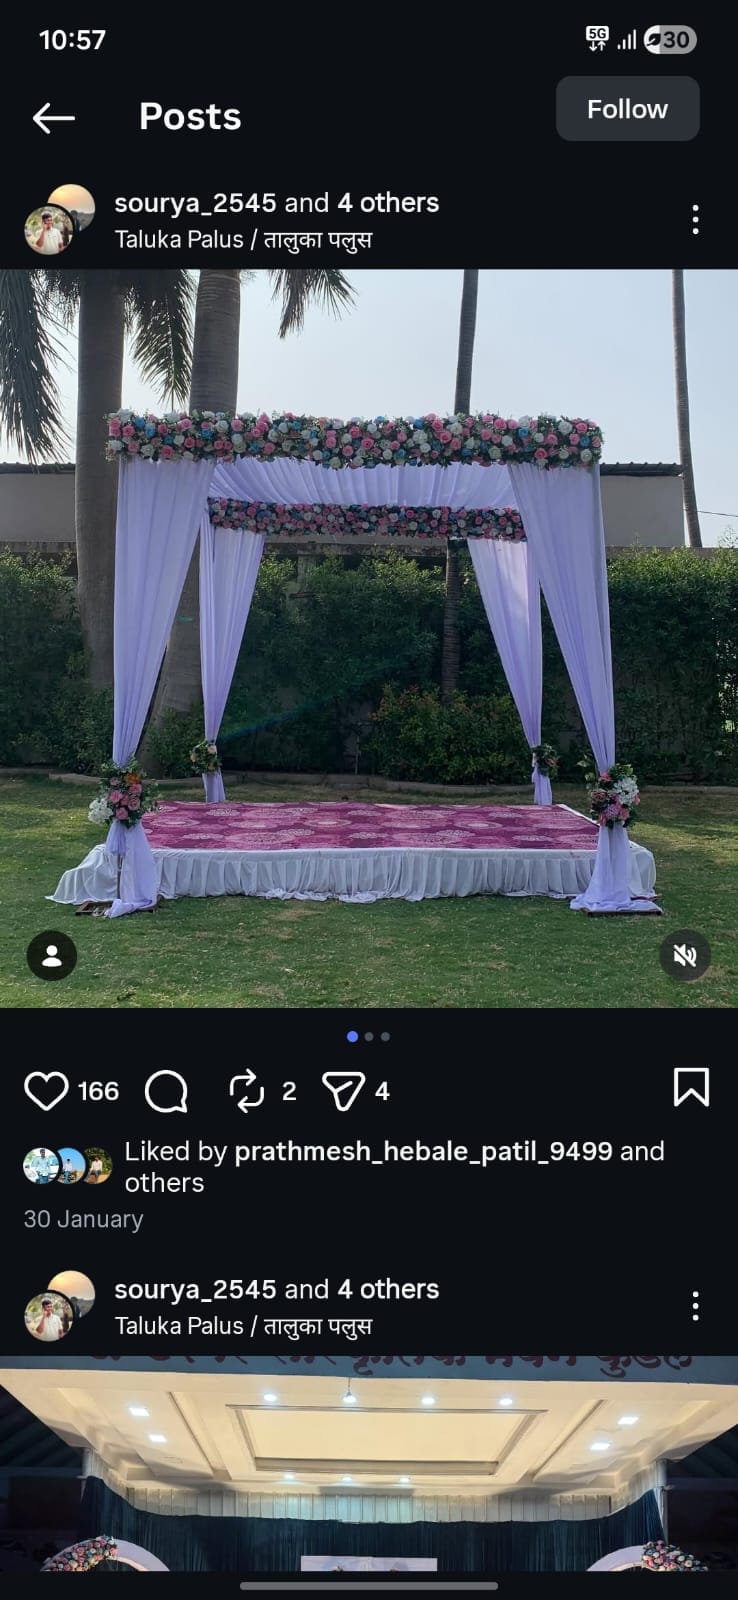 10:57
5G
30
Posts
Follow
sourya_2545 and 4 others
Taluka Palus / तालुका पलुस
166
2
4
Liked by prathmesh_hebale_patil_9499 and
others
30 January
sourya_2545 and 4 others
Taluka Palus / तालुका पलुस